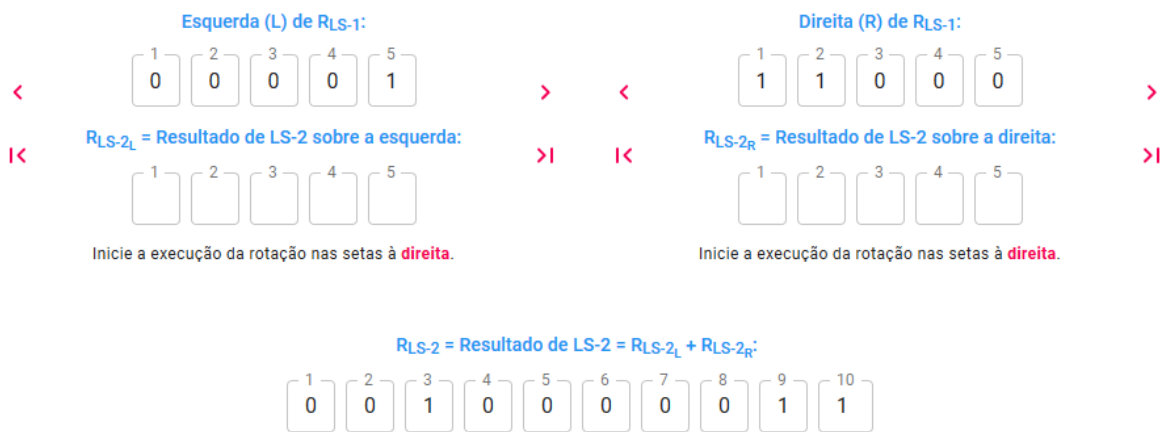 Esquerda (L) de RLS-1:
1 2 3 4 5
0 0 0 0 1
RLS-2L = Resultado de LS-2 sobre a esquerda:
1 2 3 4 5
Inicie a execução da rotação nas setas à direita.
Direita (R) de RLS-1:
1 2 3 4 5
1 1 0 0 0
RLS-2R = Resultado de LS-2 sobre a direita:
1 2 3 4 5
Inicie a execução da rotação nas setas à direita.
RLS-2 = Resultado de LS-2 = RLS-2L + RLS-2R:
1 2 3 4 5 6 7 8 9 10
0 0 1 0 0 0 0 0 1 1